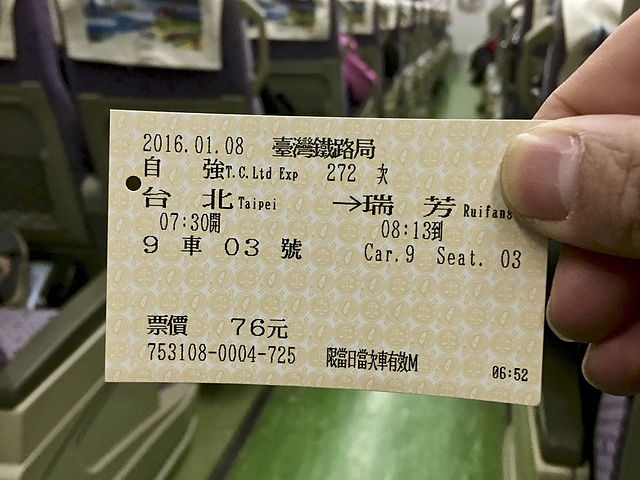 2016.01.08 臺灣鐵路局
自 強T.C.Ltd Exp 272 次
台 北Taipei →瑞 芳 Ruifang
07:30開 08:13到
9 車 03 號 Car.9 Seat. 03
票價 76元
753108-0004-725 限當日當次車有效M 06:52